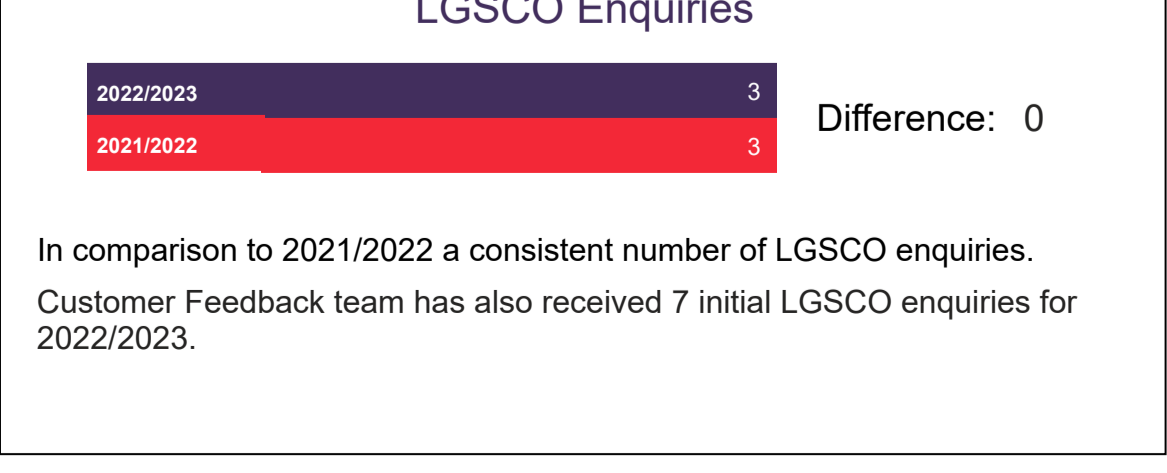 LGSCO Enquiries
2022/2023 3
2021/2022 3
Difference: 0
In comparison to 2021/2022 a consistent number of LGSCO enquiries.
Customer Feedback team has also received 7 initial LGSCO enquiries for
2022/2023.